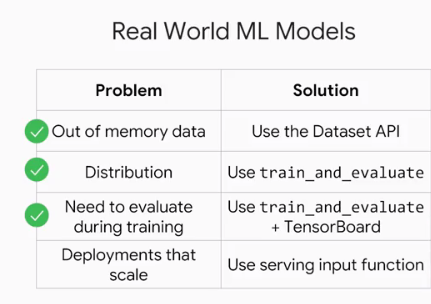 Real World ML Models
Problem
Solution
Out of memory data
Use the Dataset API
Distribution
Use train_and_evaluate
Need to evaluate
during training
Use train_and_evaluate
+ TensorBoard
Deployments that
scale
Use serving input function